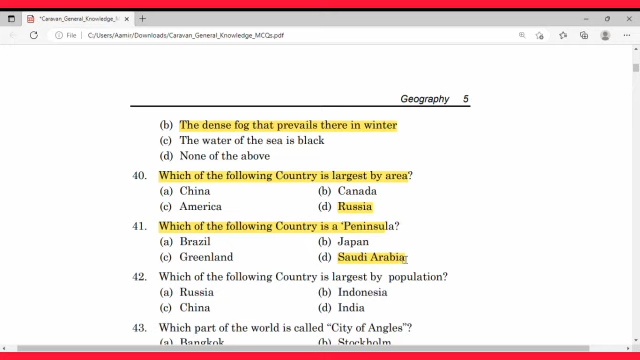 *Caravan_General_Knowledge_MCQs
File C:/Users/Aamir/Downloads/Caravan_General_Knowledge_MCQs.pdf
Geography 5
(b) The dense fog that prevails there in winter
(c) The water of the sea is black
(d) None of the above
40. Which of the following Country is largest by area?
(a) China (b) Canada
(c) America (d) Russia
41. Which of the following Country is a 'Peninsula?
(a) Brazil (b) Japan
(c) Greenland (d) Saudi Arabia
42. Which of the following Country is largest by population?
(a) Russia (b) Indonesia
(c) China (d) India
43. Which part of the world is called "City of Angles"?
(a) Bangkok (b) Stockholm